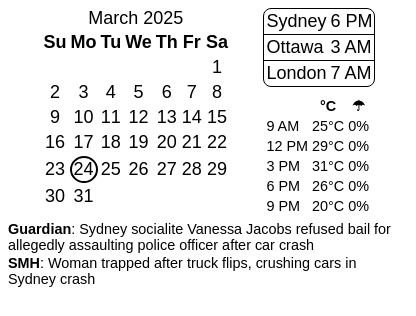 March 2025
Su Mo Tu We Th Fr Sa
1
2 3 4 5 6 7 8
9 10 11 12 13 14 15
16 17 18 19 20 21 22
23 24 25 26 27 28 29
30 31
Sydney 6 PM
Ottawa 3 AM
London 7 AM
°C ☂
9 AM 25°C 0%
12 PM 29°C 0%
3 PM 31°C 0%
6 PM 26°C 0%
9 PM 20°C 0%
Guardian: Sydney socialite Vanessa Jacobs refused bail for
allegedly assaulting police officer after car crash
SMH: Woman trapped after truck flips, crushing cars in
Sydney crash